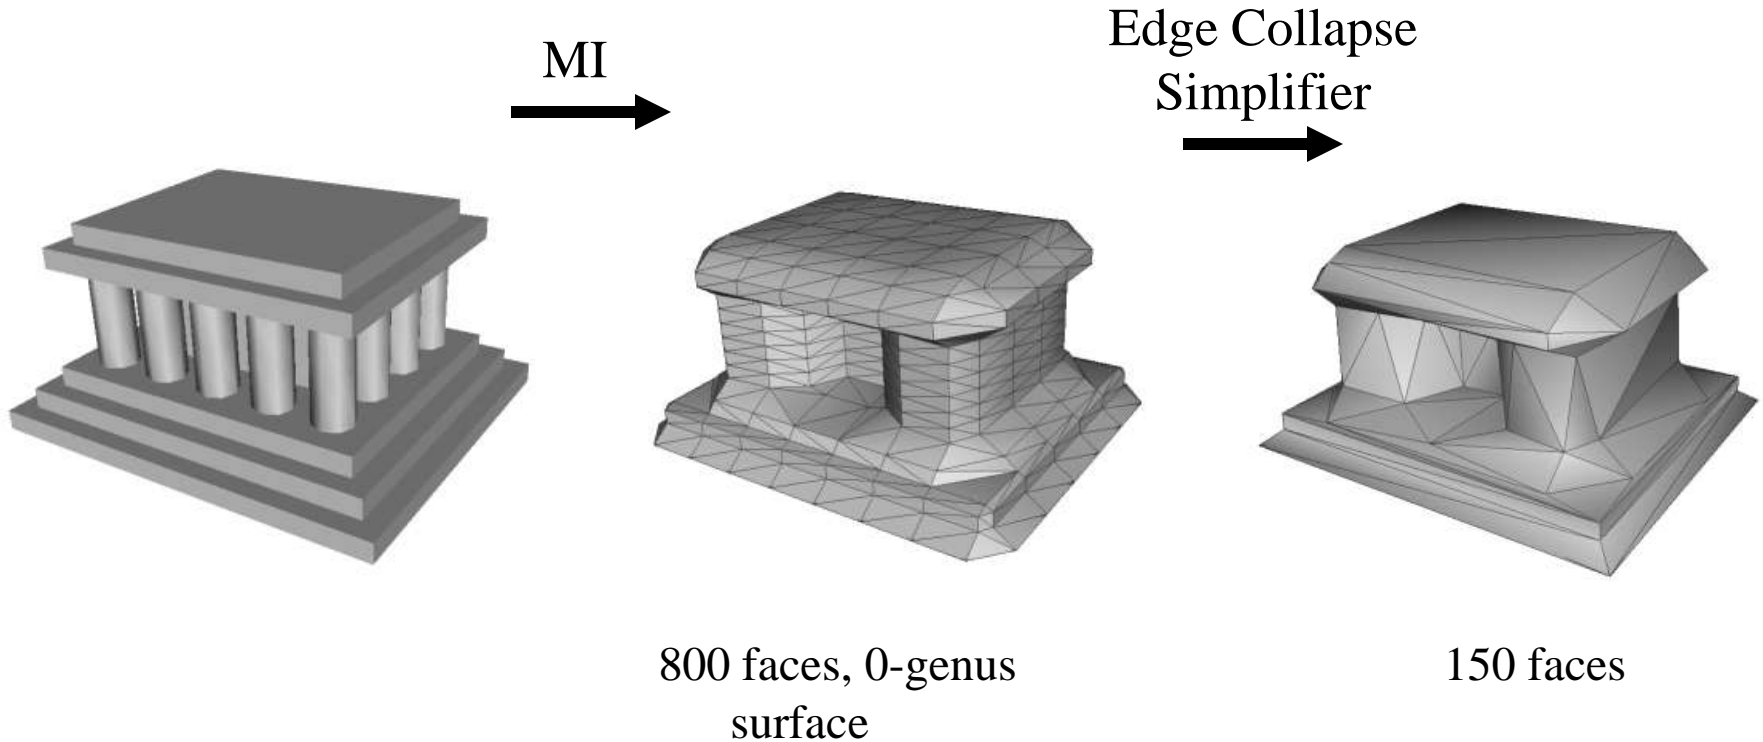 MI
Edge Collapse
Simplifier
800 faces, 0-genus
surface
150 faces